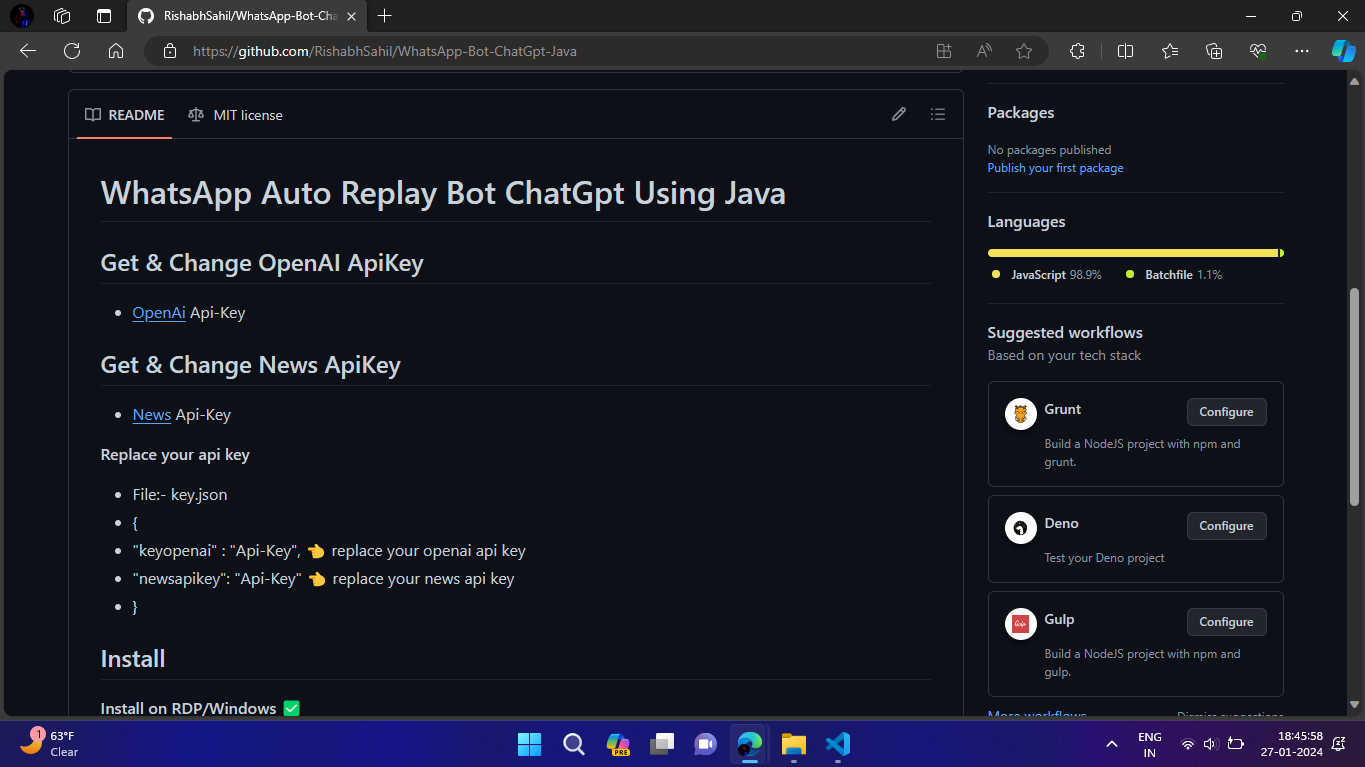 RishabhSahil/WhatsApp-Bot-Cha
https://github.com/RishabhSahil/WhatsApp-Bot-ChatGpt-Java
README
MIT license
WhatsApp Auto Replay Bot ChatGpt Using Java
Get & Change OpenAI ApiKey
OpenAi Api-Key
Get & Change News ApiKey
News Api-Key
Replace your api key
File:- key.json
{
"keyopenai" : "Api-Key", 👈 replace your openai api key
"newsapikey": "Api-Key" 👈 replace your news api key
}
Install
Install on RDP/Windows ✅
Packages
No packages published
Publish your first package
Languages
JavaScript 98.9%
Batchfile 1.1%
Suggested workflows
Based on your tech stack
Grunt
Configure
Build a NodeJS project with npm and
grunt.
Deno
Configure
Test your Deno project
Gulp
Configure
Build a NodeJS project with npm and
gulp.
More workflows
Dismiss suggestions
1
63°F
Clear
PRE
ENG
IN
18:45:58
27-01-2024